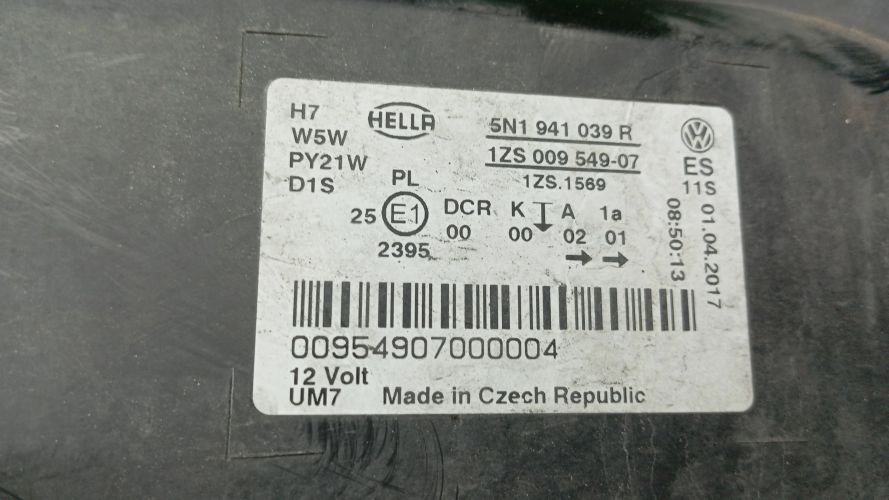 H7
W5W
PY21W
D1S
HELLA
5N1 941 039 R
1ZS 009 549-07
1ZS.1569
ES
11S
PL
25 E1
2395
DCR K A 1a
00 00 02 01
08:50:13
01.04.2017
00954907000004
12 Volt
UM7 Made in Czech Republic